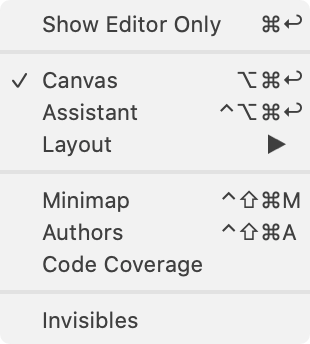 Show Editor Only ⌘↩
✓ Canvas ⌥⌘↩
Assistant ^⌥⌘↩
Layout ▶
Minimap ^⇧⌘M
Authors ^⇧⌘A
Code Coverage
Invisibles